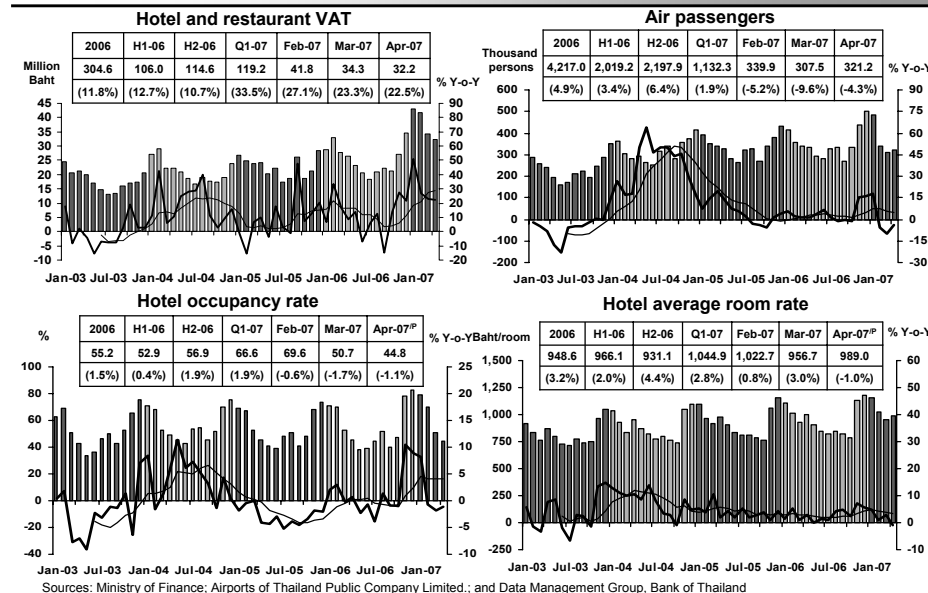 Hotel and restaurant VAT
2006 H1-06 H2-06 Q1-07 Feb-07 Mar-07 Apr-07
Million Baht
304.6 106.0 114.6 119.2 41.8 34.3 32.2
% Y-o-Y
(11.8%) (12.7%) (10.7%) (33.5%) (27.1%) (23.3%) (22.5%)
45 90
40 80
35 70
30 60
25 50
20 40
15 30
10 20
5 10
0 0
-5 -10
-10 -20
Jan-03 Jul-03 Jan-04 Jul-04 Jan-05 Jul-05 Jan-06 Jul-06 Jan-07
Air passengers
2006 H1-06 H2-06 Q1-07 Feb-07 Mar-07 Apr-07
Thousand persons
4,217.0 2,019.2 2,197.9 1,132.3 339.9 307.5 321.2
% Y-o-Y
(4.9%) (3.4%) (6.4%) (1.9%) (-5.2%) (-9.6%) (-4.3%)
600 90
500 75
400 60
300 45
200 30
100 15
0 0
-100 -15
-200 -30
Jan-03 Jul-03 Jan-04 Jul-04 Jan-05 Jul-05 Jan-06 Jul-06 Jan-07
Hotel occupancy rate
%
2006 H1-06 H2-06 Q1-07 Feb-07 Mar-07 Apr-07/P
% Y-o-Y
55.2 52.9 56.9 66.6 69.6 50.7 44.8
(1.5%) (0.4%) (1.9%) (1.9%) (-0.6%) (-1.7%) (-1.1%)
100 25
80 20
60 15
40 10
20 5
0 0
-20 -5
-40 -10
Jan-03 Jul-03 Jan-04 Jul-04 Jan-05 Jul-05 Jan-06 Jul-06 Jan-07
Hotel average room rate
Baht/room
2006 H1-06 H2-06 Q1-07 Feb-07 Mar-07 Apr-07/P
% Y-o-Y
948.6 966.1 931.1 1,044.9 1,022.7 956.7 989.0
(3.2%) (2.0%) (4.4%) (2.8%) (0.8%) (3.0%) (-1.0%)
1,500 60
1,250 50
1,000 40
750 30
500 20
250 10
0 0
-250 -10
Jan-03 Jul-03 Jan-04 Jul-04 Jan-05 Jul-05 Jan-06 Jul-06 Jan-07
Sources: Ministry of Finance; Airports of Thailand Public Company Limited.; and Data Management Group, Bank of Thailand